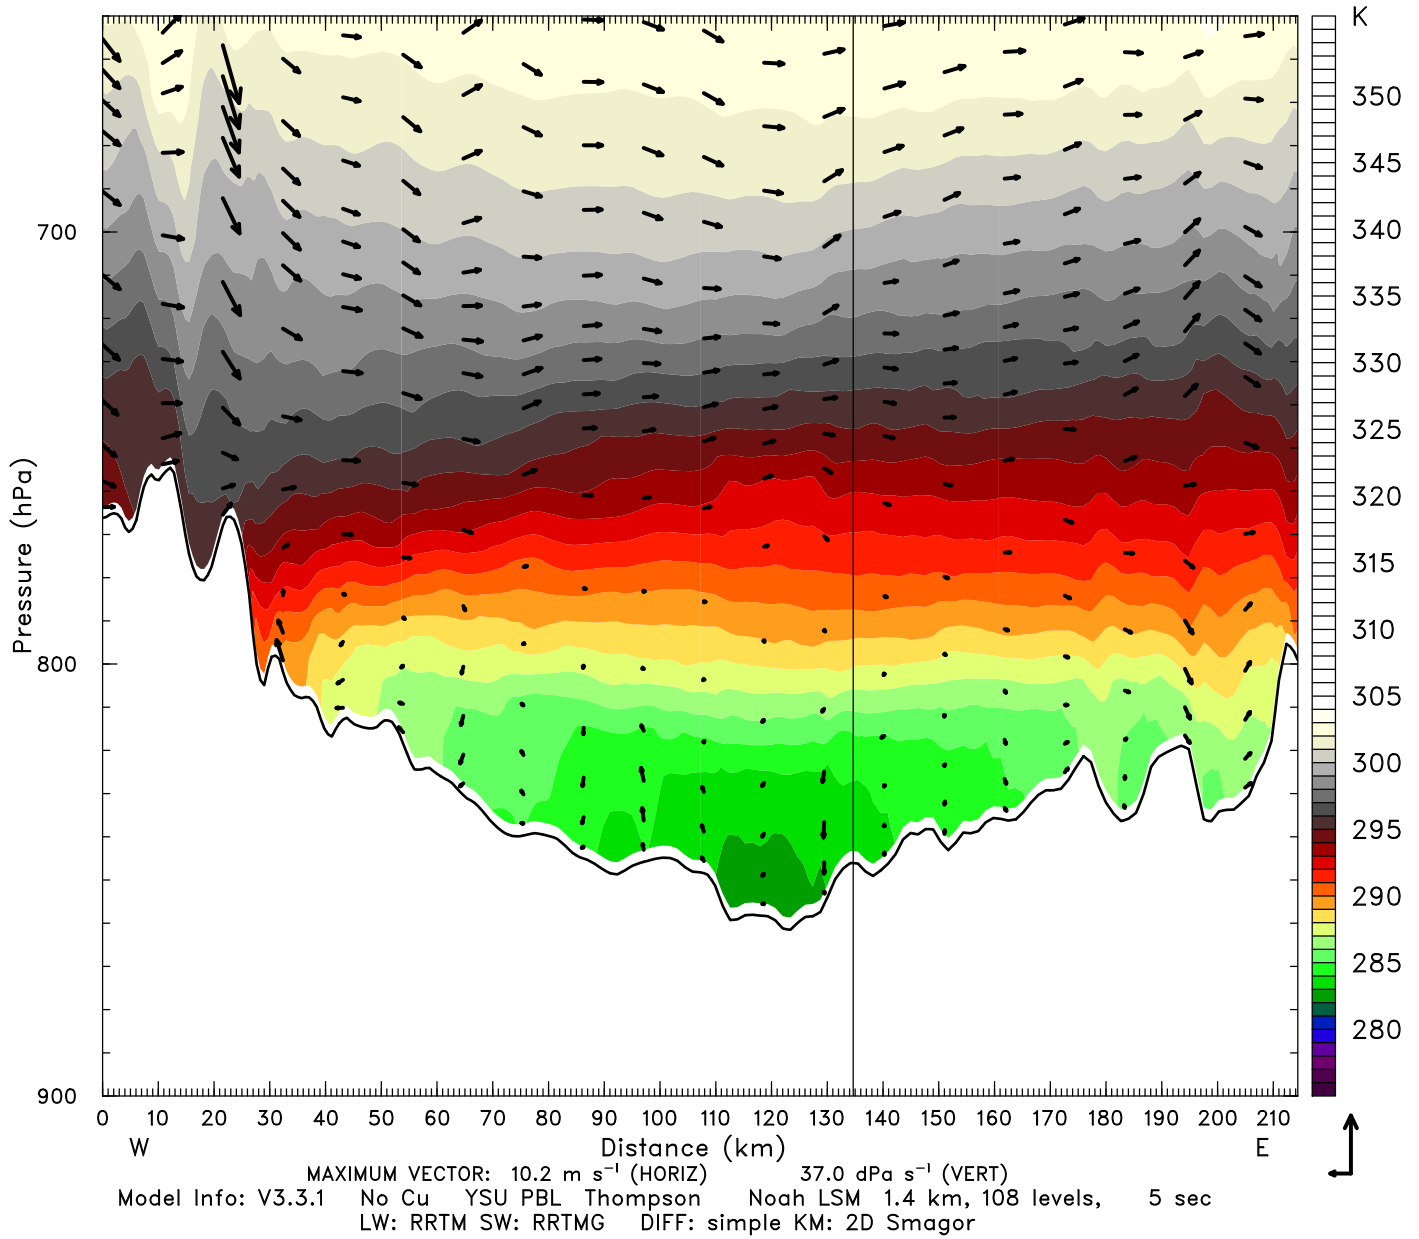 K
350
345
700
340
335
330
325
320
Pressure (hPa)
315
310
800
305
300
295
290
285
280
900
0 10 20 30 40 50 60 70 80 90 100 110 120 130 140 150 160 170 180 190 200 210
W Distance (km) E
MAXIMUM VECTOR: 10.2 m s⁻¹ (HORIZ) 37.0 dPa s⁻¹ (VERT)
Model Info: V3.3.1 No Cu YSU PBL Thompson Noah LSM 1.4 km, 108 levels, 5 sec
LW: RRTM SW: RRTMG DIFF: simple KM: 2D Smagor